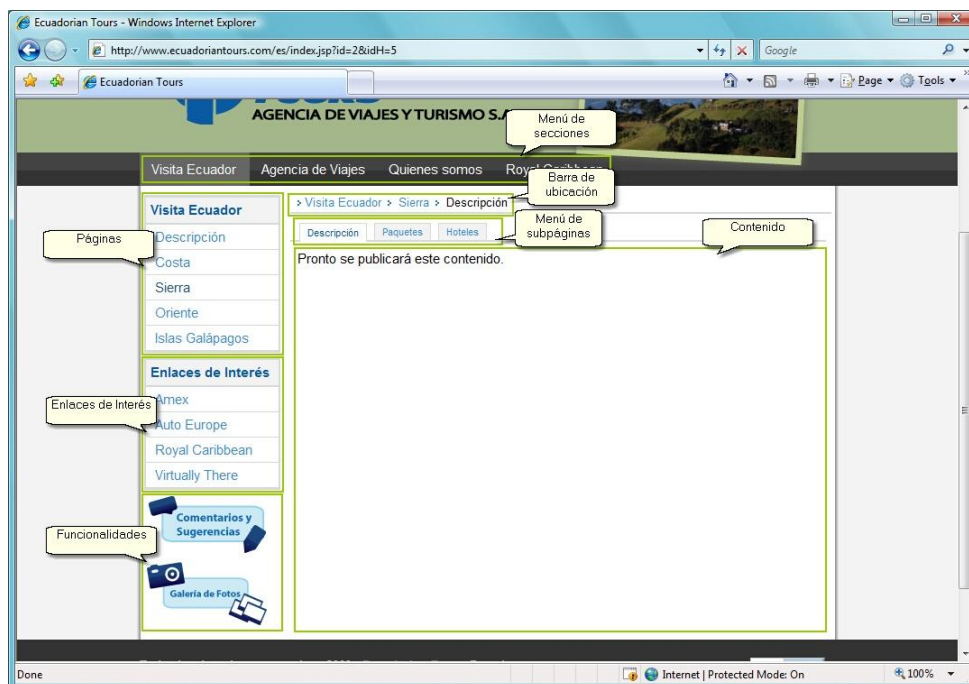 Ecuadorian Tours - Windows Internet Explorer
http://www.ecuadoriantours.com/es/index.jsp?id=2&idH=5
Google
Ecuadorian Tours
Page
Tools
AGENCIA DE VIAJES Y TURISMO S.A
Menú de
secciones
Visita Ecuador Agencia de Viajes Quienes somos Royal Caribbean
Barra de
ubicación
Visita Ecuador
> Visita Ecuador > Sierra > Descripción
Menú de
subpáginas
Descripción Paquetes Hoteles
Contenido
Páginas
Descripción
Pronto se publicará este contenido.
Costa
Sierra
Oriente
Islas Galápagos
Enlaces de Interés
Enlaces de Interés
Amex
Auto Europe
Royal Caribbean
Virtually There
Funcionalidades
Comentarios y
Sugerencias
Galería de Fotos
Done
Internet | Protected Mode: On
100%